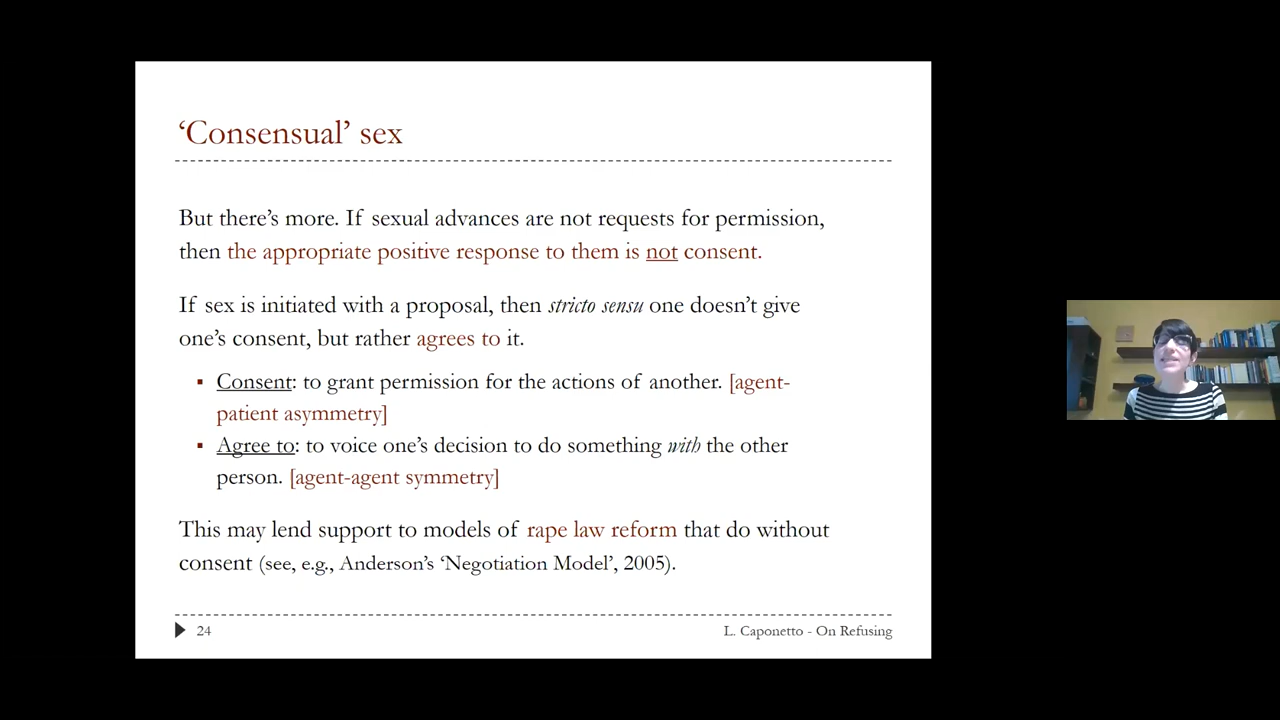 ‘Consensual’ sex
But there’s more. If sexual advances are not requests for permission,
then the appropriate positive response to them is not consent.
If sex is initiated with a proposal, then stricto sensu one doesn’t give
one’s consent, but rather agrees to it.
▪ Consent: to grant permission for the actions of another. [agent-
patient asymmetry]
▪ Agree to: to voice one’s decision to do something with the other
person. [agent-agent symmetry]
This may lend support to models of rape law reform that do without
consent (see, e.g., Anderson’s ‘Negotiation Model’, 2005).
24
L. Caponetto - On Refusing